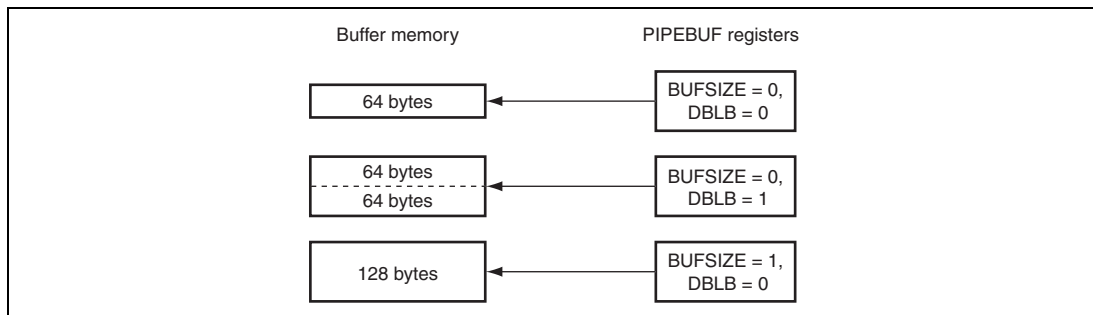 Buffer memory PIPEBUF registers
64 bytes
BUFSIZE = 0,
DBLB = 0
64 bytes
64 bytes
BUFSIZE = 0,
DBLB = 1
128 bytes
BUFSIZE = 1,
DBLB = 0